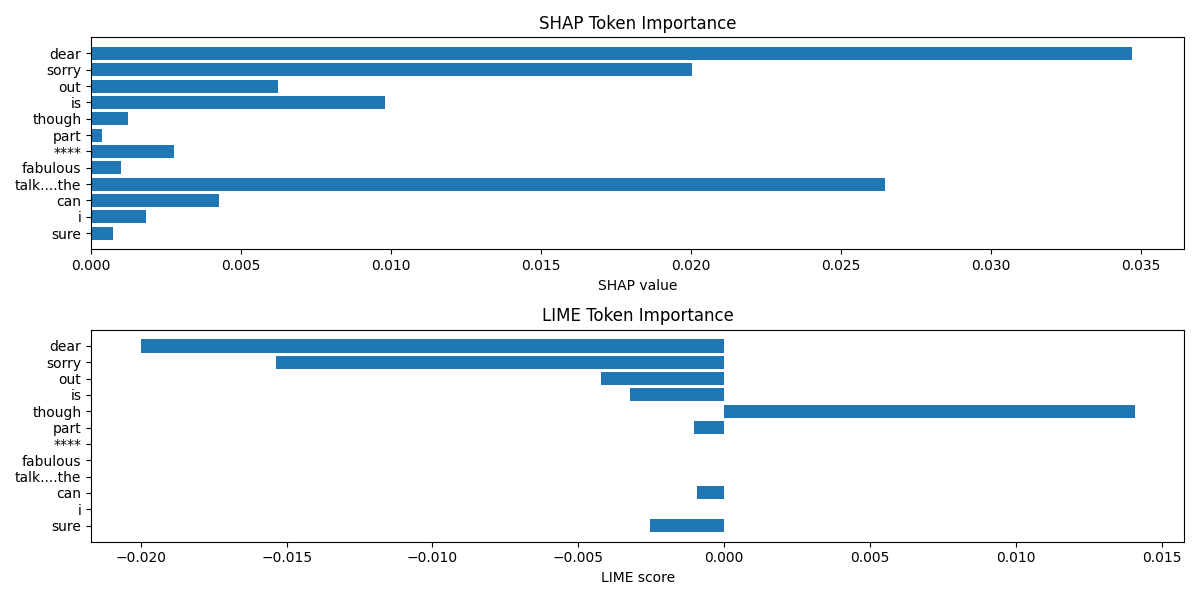 SHAP Token Importance
dear
sorry
out
is
though
part
****
fabulous
talk....the
can
i
sure
0.000 0.005 0.010 0.015 0.020 0.025 0.030 0.035
SHAP value
LIME Token Importance
dear
sorry
out
is
though
part
****
fabulous
talk....the
can
i
sure
−0.020 −0.015 −0.010 −0.005 0.000 0.005 0.010 0.015
LIME score